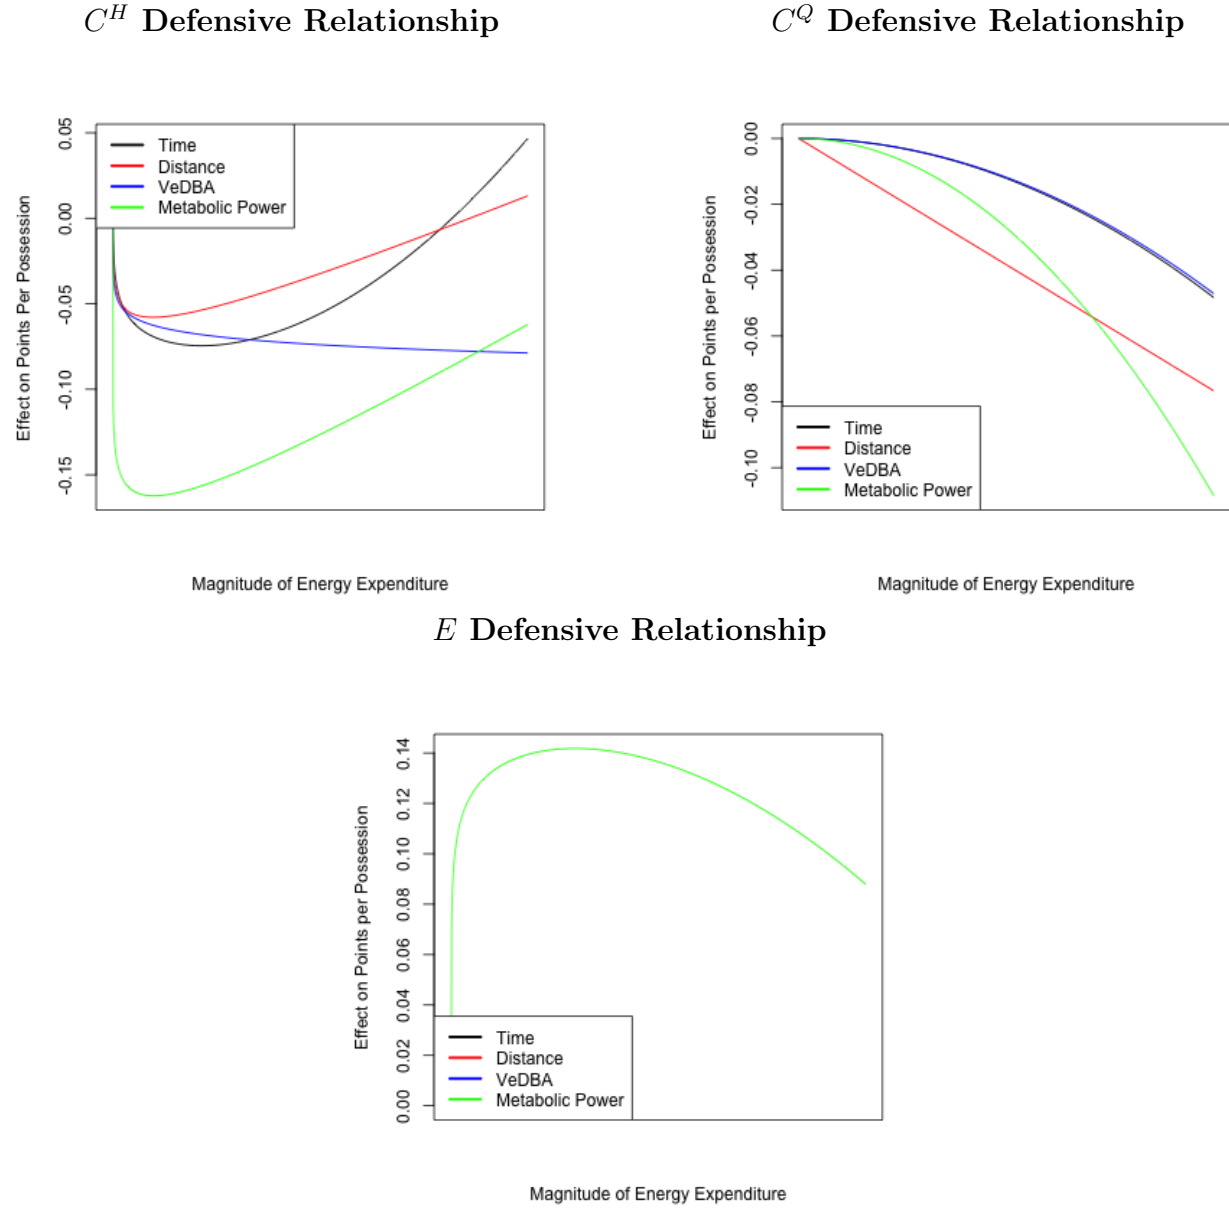 C^H Defensive Relationship
0.05
0.00
-0.05
-0.10
-0.15
Effect on Points Per Possession
Time
Distance
VeDBA
Metabolic Power
Magnitude of Energy Expenditure
C^Q Defensive Relationship
0.00
-0.02
-0.04
-0.06
-0.08
-0.10
Effect on Points per Possession
Time
Distance
VeDBA
Metabolic Power
Magnitude of Energy Expenditure
E Defensive Relationship
0.14
0.12
0.10
0.08
0.06
0.04
0.02
0.00
Effect on Points per Possession
Time
Distance
VeDBA
Metabolic Power
Magnitude of Energy Expenditure